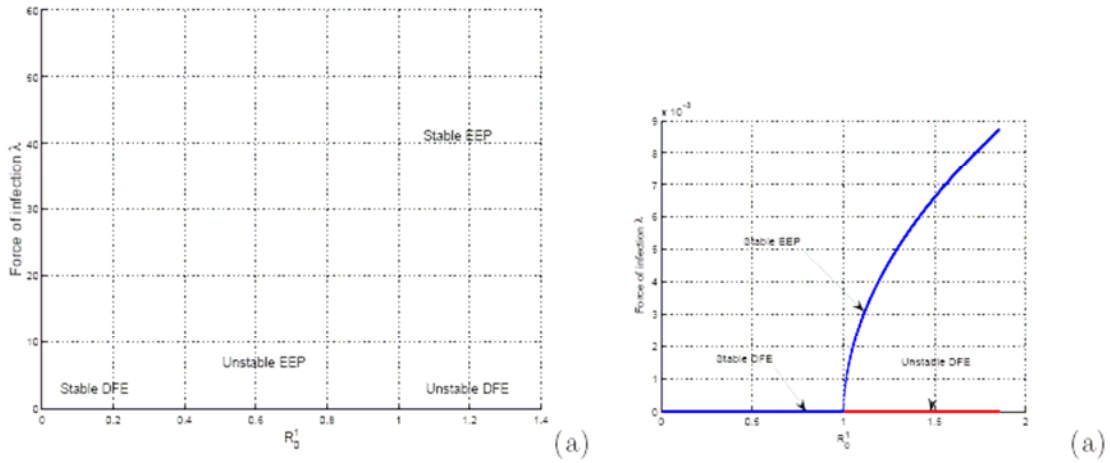 60
50
40
30
20
10
0
Force of infection λ
Stable EEP
Unstable EEP
Stable DFE
Unstable DFE
0 0.2 0.4 0.6 0.8 1 1.2 1.4
R₀¹
(a)
x 10⁻³
9
8
7
6
5
4
3
2
1
0
Force of infection λ
Stable EEP
Stable DFE
Unstable DFE
0 0.5 1 1.5 2
R₀¹
(a)